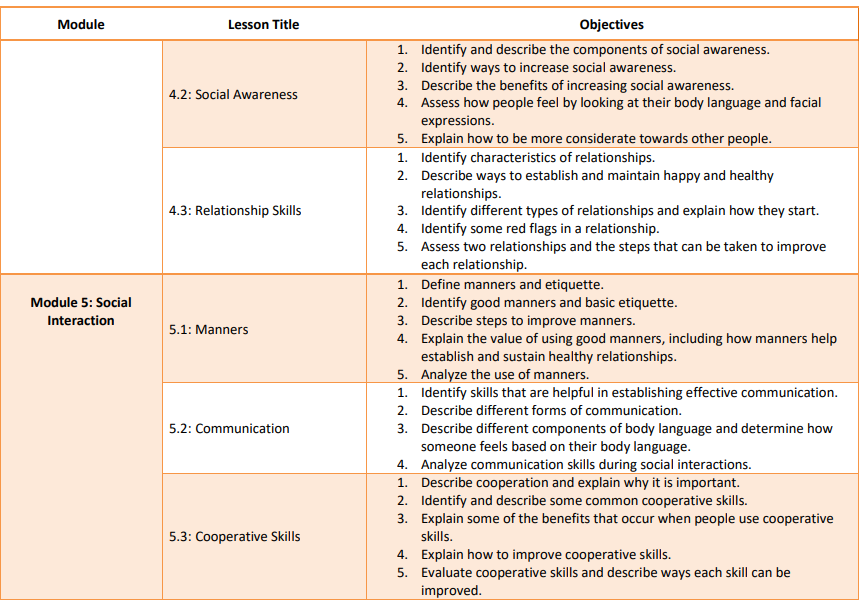 Module Lesson Title Objectives
4.2: Social Awareness
1. Identify and describe the components of social awareness.
2. Identify ways to increase social awareness.
3. Describe the benefits of increasing social awareness.
4. Assess how people feel by looking at their body language and facial
expressions.
5. Explain how to be more considerate towards other people.
4.3: Relationship Skills
1. Identify characteristics of relationships.
2. Describe ways to establish and maintain happy and healthy
relationships.
3. Identify different types of relationships and explain how they start.
4. Identify some red flags in a relationship.
5. Assess two relationships and the steps that can be taken to improve
each relationship.
Module 5: Social
Interaction
5.1: Manners
1. Define manners and etiquette.
2. Identify good manners and basic etiquette.
3. Describe steps to improve manners.
4. Explain the value of using good manners, including how manners help
establish and sustain healthy relationships.
5. Analyze the use of manners.
5.2: Communication
1. Identify skills that are helpful in establishing effective communication.
2. Describe different forms of communication.
3. Describe different components of body language and determine how
someone feels based on their body language.
4. Analyze communication skills during social interactions.
5.3: Cooperative Skills
1. Describe cooperation and explain why it is important.
2. Identify and describe some common cooperative skills.
3. Explain some of the benefits that occur when people use cooperative
skills.
4. Explain how to improve cooperative skills.
5. Evaluate cooperative skills and describe ways each skill can be
improved.